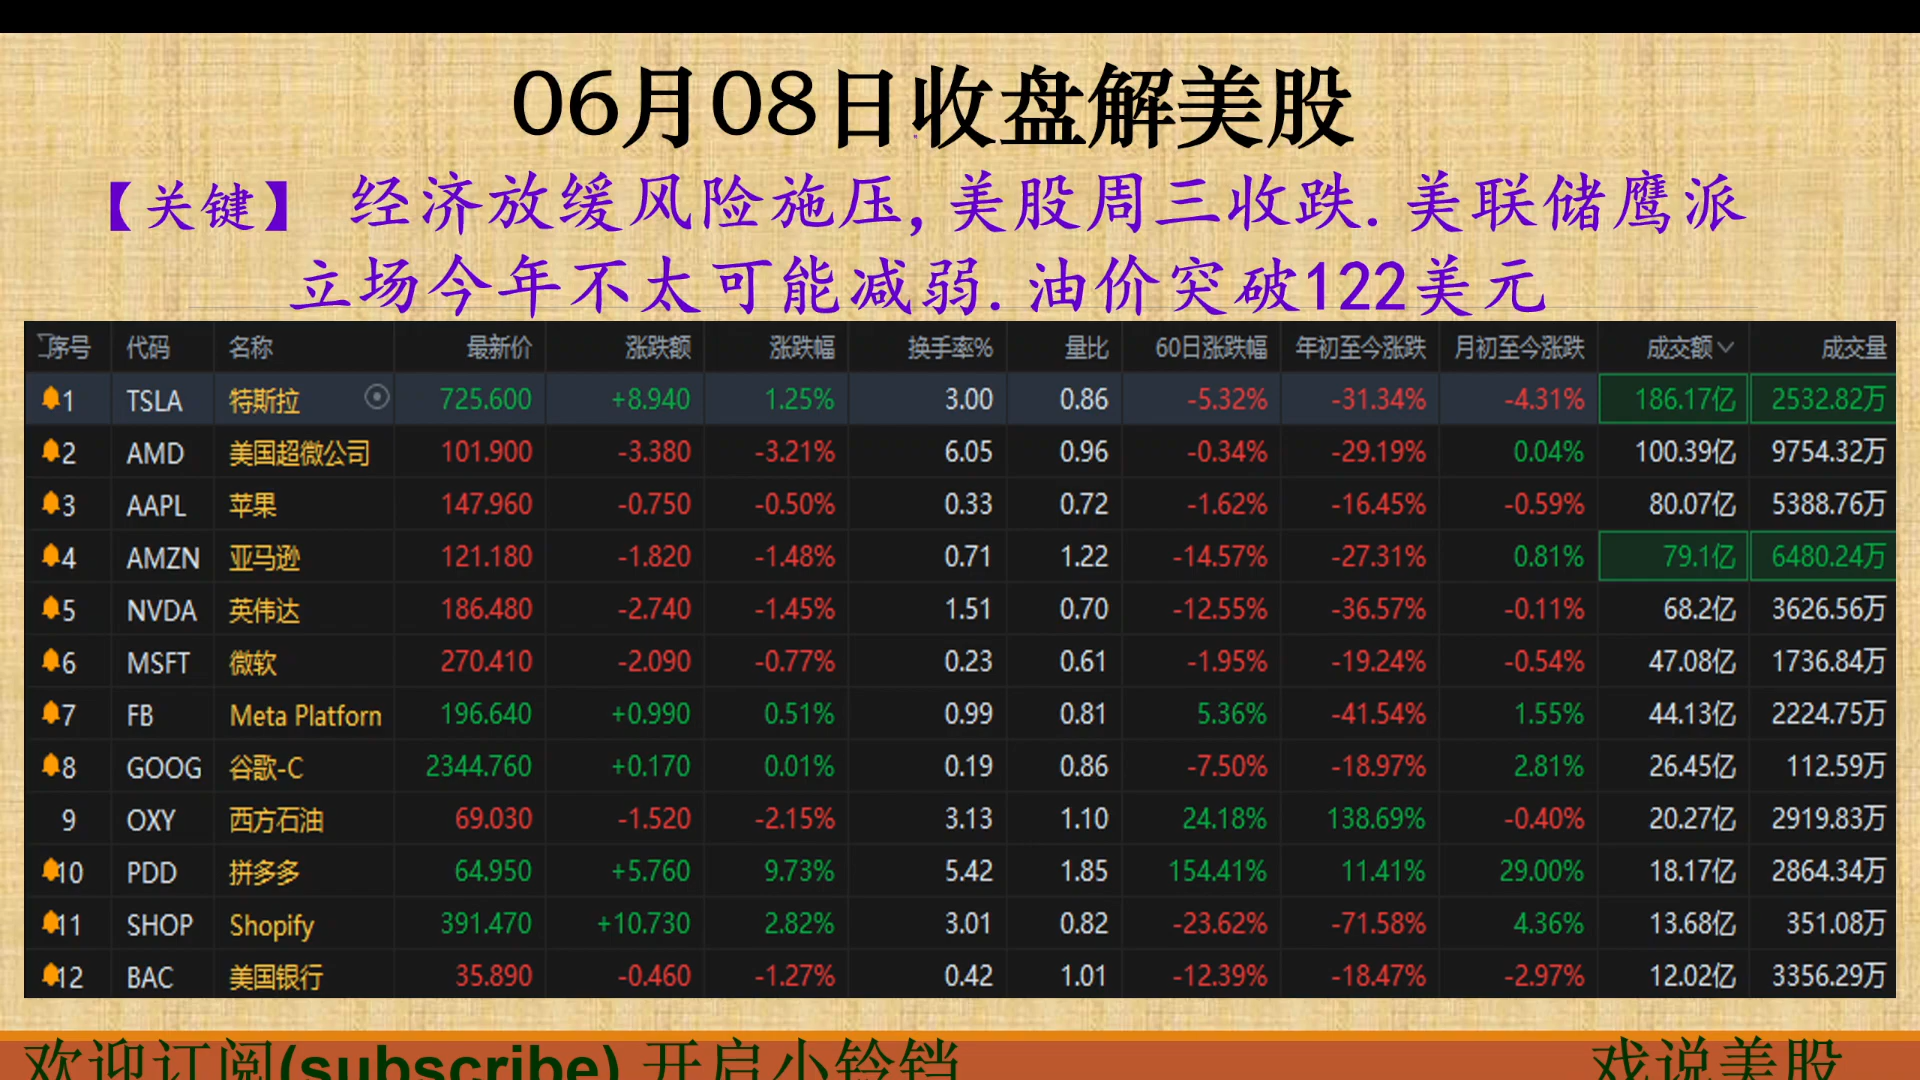 06月08日收盘解美股
【关键】 经济放缓风险施压,美股周三收跌.美联储鹰派
立场今年不太可能减弱.油价突破122美元
序号 代码 名称 最新价 涨跌额 涨跌幅 换手率% 量比 60日涨跌幅 年初至今涨跌 月初至今涨跌 成交额 成交量
1 TSLA 特斯拉 725.600 +8.940 1.25% 3.00 0.86 -5.32% -31.34% -4.31% 186.17亿 2532.82万
2 AMD 美国超微公司 101.900 -3.380 -3.21% 6.05 0.96 -0.34% -29.19% 0.04% 100.39亿 9754.32万
3 AAPL 苹果 147.960 -0.750 -0.50% 0.33 0.72 -1.62% -16.45% -0.59% 80.07亿 5388.76万
4 AMZN 亚马逊 121.180 -1.820 -1.48% 0.71 1.22 -14.57% -27.31% 0.81% 79.1亿 6480.24万
5 NVDA 英伟达 186.480 -2.740 -1.45% 1.51 0.70 -12.55% -36.57% -0.11% 68.2亿 3626.56万
6 MSFT 微软 270.410 -2.090 -0.77% 0.23 0.61 -1.95% -19.24% -0.54% 47.08亿 1736.84万
7 FB Meta Platforn 196.640 +0.990 0.51% 0.99 0.81 5.36% -41.54% 1.55% 44.13亿 2224.75万
8 GOOG 谷歌-C 2344.760 +0.170 0.01% 0.19 0.86 -7.50% -18.97% 2.81% 26.45亿 112.59万
9 OXY 西方石油 69.030 -1.520 -2.15% 3.13 1.10 24.18% 138.69% -0.40% 20.27亿 2919.83万
10 PDD 拼多多 64.950 +5.760 9.73% 5.42 1.85 154.41% 11.41% 29.00% 18.17亿 2864.34万
11 SHOP Shopify 391.470 +10.730 2.82% 3.01 0.82 -23.62% -71.58% 4.36% 13.68亿 351.08万
12 BAC 美国银行 35.890 -0.460 -1.27% 0.42 1.01 -12.39% -18.47% -2.97% 12.02亿 3356.29万
欢迎订阅(subscribe) 开启小铃铛 戏说美股